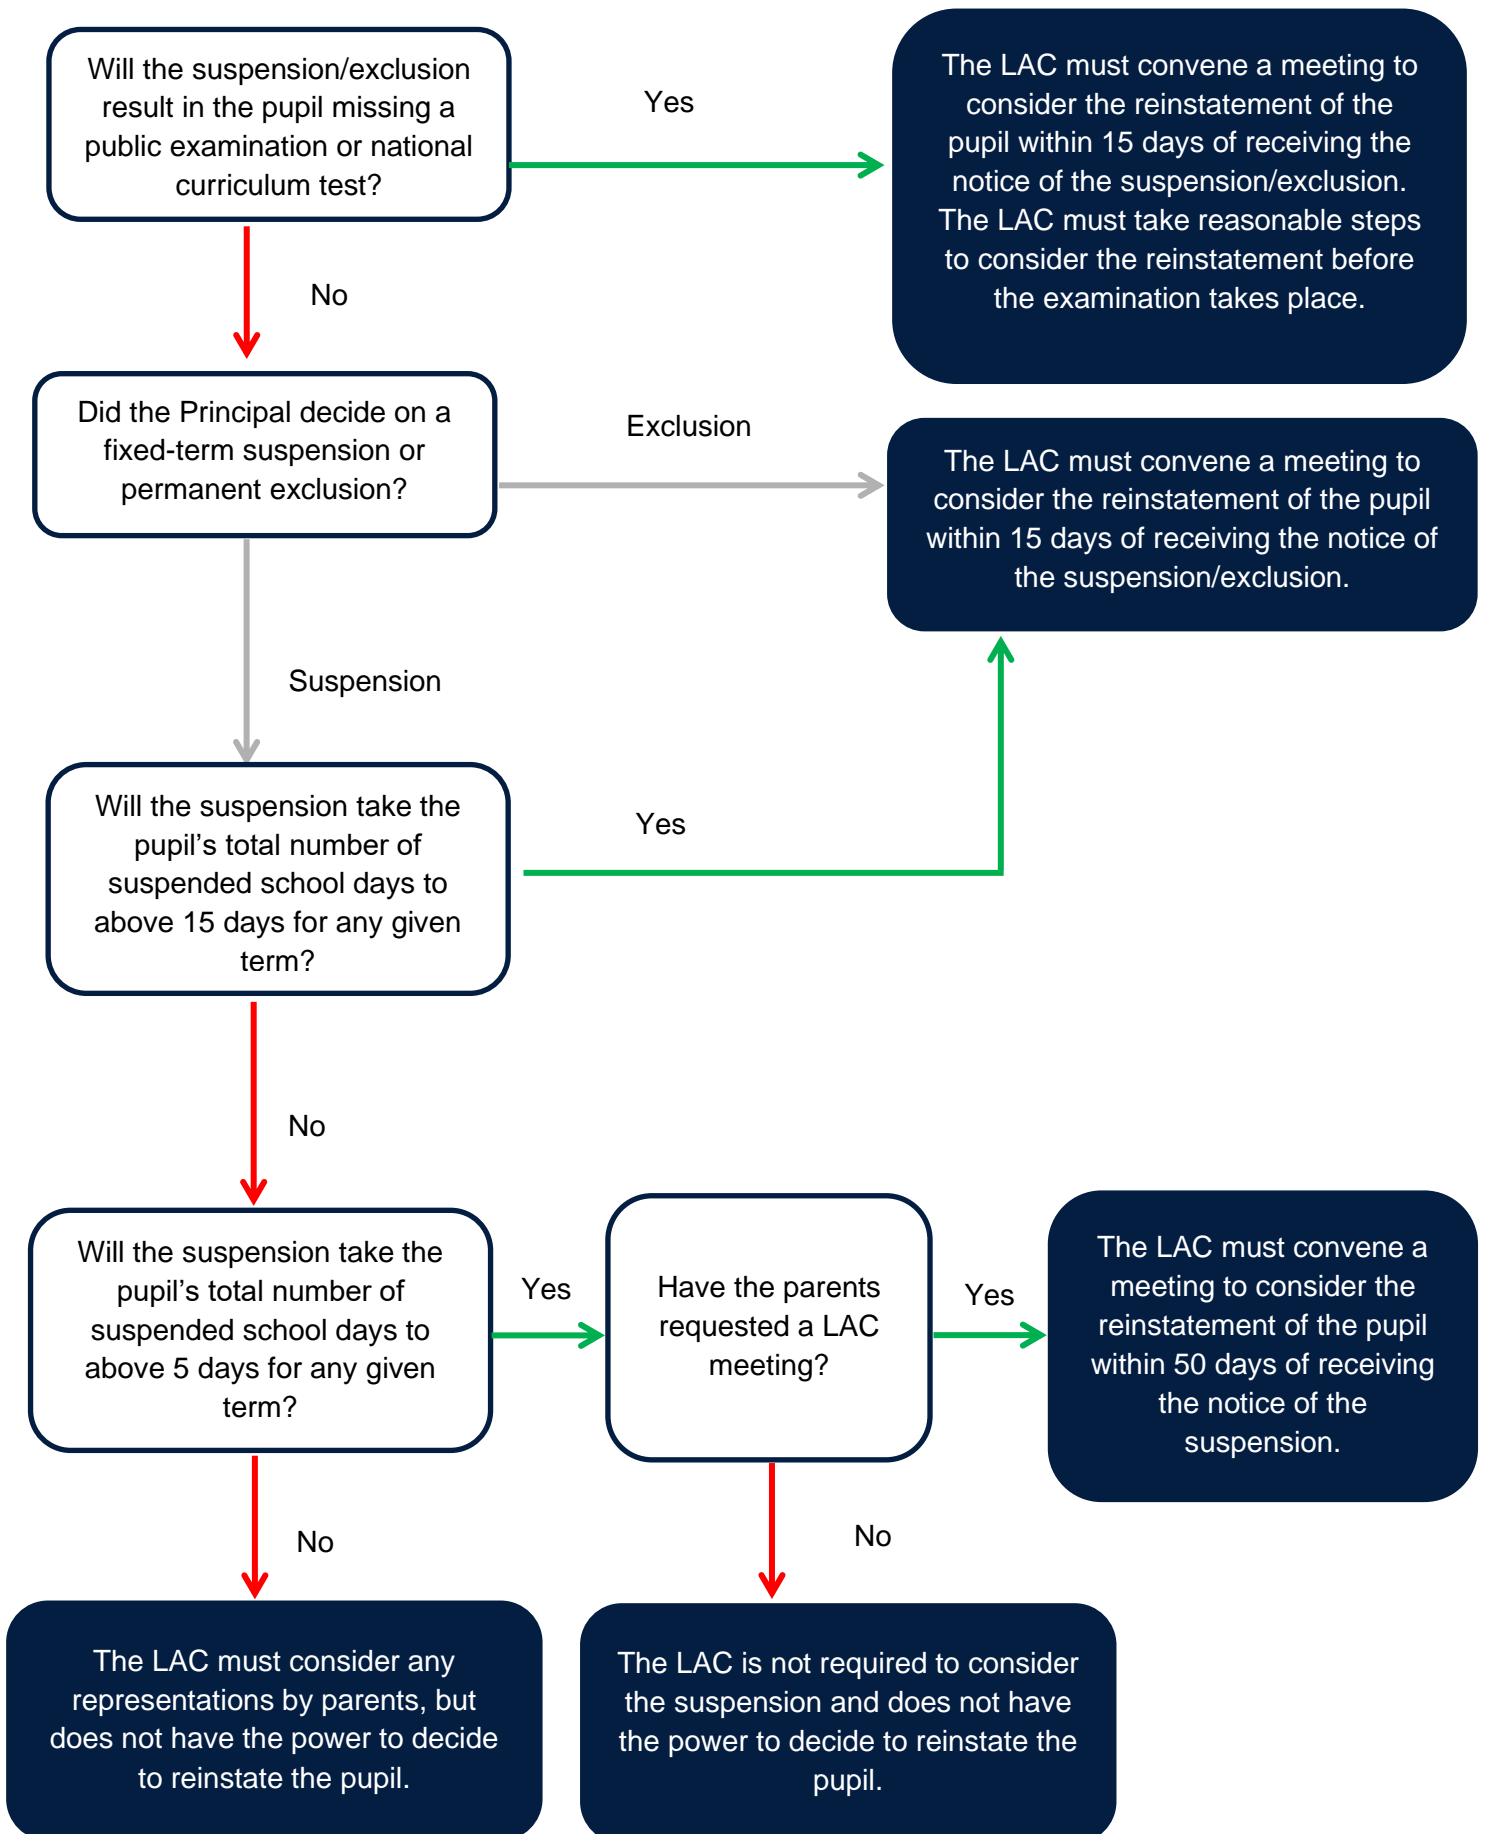 Will the suspension/exclusion
result in the pupil missing a
public examination or national
curriculum test?
Yes
The LAC must convene a meeting to
consider the reinstatement of the
pupil within 15 days of receiving the
notice of the suspension/exclusion.
The LAC must take reasonable steps
to consider the reinstatement before
the examination takes place.
No
Did the Principal decide on a
fixed-term suspension or
permanent exclusion?
Exclusion
The LAC must convene a meeting to
consider the reinstatement of the pupil
within 15 days of receiving the notice of
the suspension/exclusion.
Suspension
Will the suspension take the
pupil’s total number of
suspended school days to
above 15 days for any given
term?
Yes
No
Will the suspension take the
pupil’s total number of
suspended school days to
above 5 days for any given
term?
Yes
Have the parents
requested a LAC
meeting?
Yes
The LAC must convene a
meeting to consider the
reinstatement of the pupil
within 50 days of receiving
the notice of the
suspension.
No
No
The LAC must consider any
representations by parents, but
does not have the power to decide
to reinstate the pupil.
The LAC is not required to consider
the suspension and does not have
the power to decide to reinstate the
pupil.